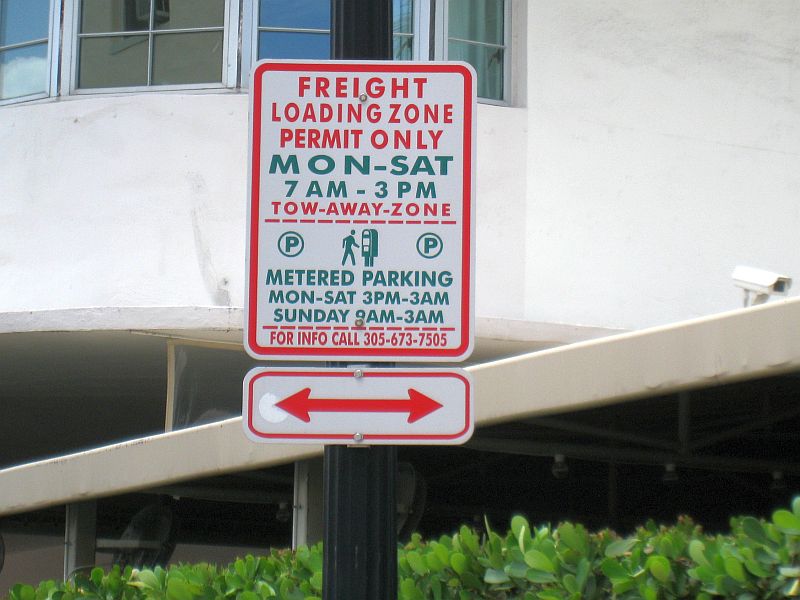 FREIGHT
LOADING ZONE
PERMIT ONLY
MON-SAT
7 AM - 3 PM
TOW-AWAY-ZONE
P P
METERED PARKING
MON-SAT 3PM-3AM
SUNDAY 9AM-3AM
FOR INFO CALL 305-673-7505